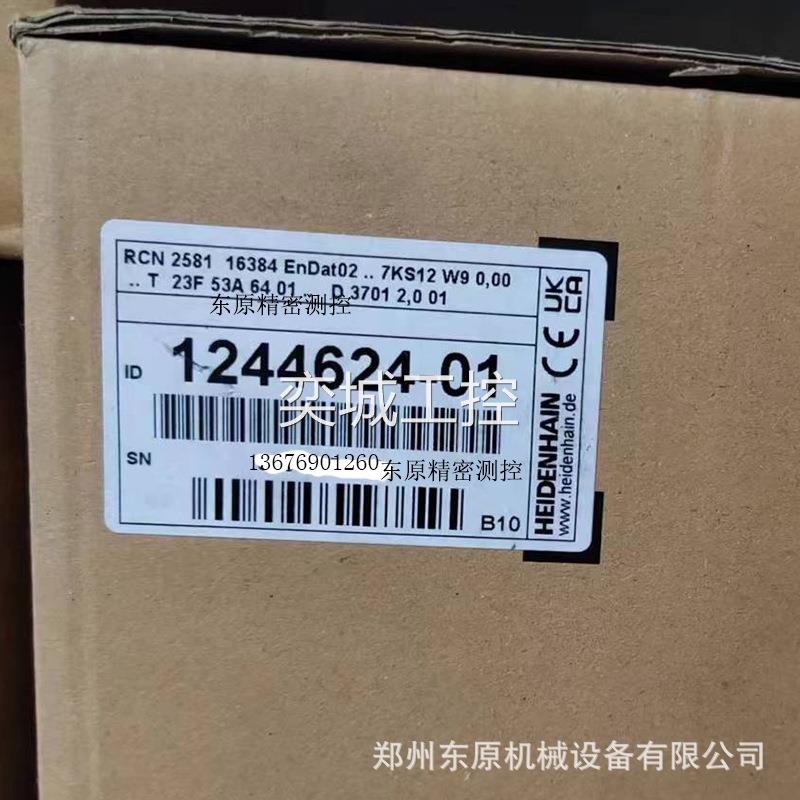 RCN 2581 16384 EnDat02 .. 7KS12 W9 0,00
.. T 23F 53A 64 01 .. D 3701 2,0 01
东原精密测控
ID 1244624-01
奕城工控
SN
13676901260 东原精密测控
B10
HEIDENHAIN
www.heidenhain.de
CE
UKCA
郑州东原机械设备有限公司